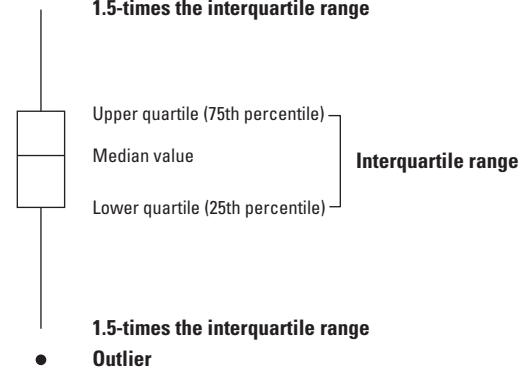 1.5-times the interquartile range
Upper quartile (75th percentile)
Median value
Interquartile range
Lower quartile (25th percentile)
1.5-times the interquartile range
Outlier